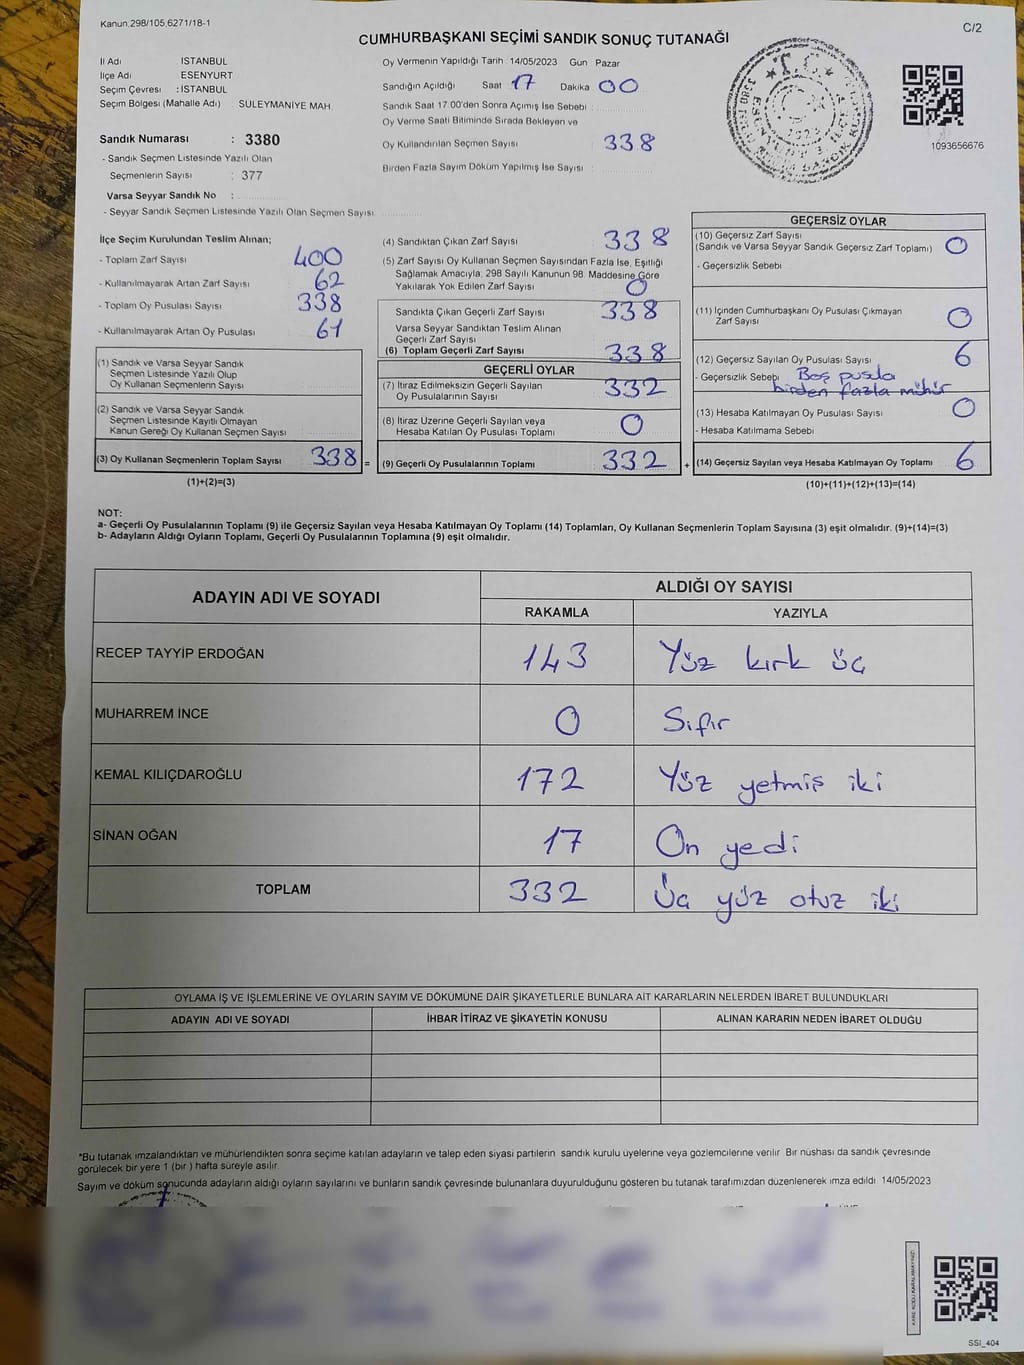 Kanun.298/105,6271/18-1
C/2
CUMHURBAŞKANI SEÇİMİ SANDIK SONUÇ TUTANAĞI
İl Adı ISTANBUL
İlçe Adı ESENYURT
Seçim Çevresi : İSTANBUL
Seçim Bölgesi (Mahalle Adı) : SULEYMANİYE MAH.
Oy Vermenin Yapıldığı Tarih 14/05/2023 Gün Pazar
Sandığın Açıldığı Saat 17 Dakika 00
Sandık Saat 17.00'den Sonra Açımış İse Sebebi
Oy Verme Saati Bitiminde Sırada Bekleyen ve
Oy Kullandırılan Seçmen Sayısı 338
Birden Fazla Sayım Döküm Yapılmış İse Sayısı
1093656676
Sandık Numarası : 3380
- Sandık Seçmen Listesinde Yazılı Olan
Seçmenlerin Sayısı : 377
Varsa Seyyar Sandık No :
- Seyyar Sandık Seçmen Listesinde Yazılı Olan Seçmen Sayısı
İlçe Seçim Kurulundan Teslim Alınan;
- Toplam Zarf Sayısı 400
- Kullanılmayarak Artan Zarf Sayısı 62
- Toplam Oy Pusulası Sayısı 338
- Kullanılmayarak Artan Oy Pusulası 61
(1) Sandık ve Varsa Seyyar Sandık
Seçmen Listesinde Yazılı Olup
Oy Kullanan Seçmenlerin Sayısı
(2) Sandık ve Varsa Seyyar Sandık
Seçmen Listesinde Kayıtlı Olmayan
Kanun Gereği Oy Kullanan Seçmen Sayısı
(3) Oy Kullanan Seçmenlerin Toplam Sayısı 338 =
(1)+(2)=(3)
(4) Sandıktan Çıkan Zarf Sayısı 338
(5) Zarf Sayısı Oy Kullanan Seçmen Sayısından Fazla İse, Eşitliği
Sağlamak Amacıyla, 298 Sayılı Kanunun 98. Maddesine Göre
Yakılarak Yok Edilen Zarf Sayısı 0
Sandıkta Çıkan Geçerli Zarf Sayısı 338
Varsa Seyyar Sandıktan Teslim Alınan
Geçerli Zarf Sayısı
(6) Toplam Geçerli Zarf Sayısı 338
GEÇERLİ OYLAR
(7) İtiraz Edilmeksizin Geçerli Sayılan
Oy Pusulalarının Sayısı 332
(8) İtiraz Üzerine Geçerli Sayılan veya
Hesaba Katılan Oy Pusulası Toplamı 0
(9) Geçerli Oy Pusulalarının Toplamı 332 +
GEÇERSİZ OYLAR
(10) Geçersiz Zarf Sayısı
(Sandık ve Varsa Seyyar Sandık Geçersiz Zarf Toplamı) 0
- Geçersizlik Sebebi
(11) İçinden Cumhurbaşkanı Oy Pusulası Çıkmayan
Zarf Sayısı 0
(12) Geçersiz Sayılan Oy Pusulası Sayısı 6
- Geçersizlik Sebebi Boş pusula
birden fazla mühür
(13) Hesaba Katılmayan Oy Pusulası Sayısı 0
- Hesaba Katılmama Sebebi
(14) Geçersiz Sayılan veya Hesaba Katılmayan Oy Toplamı 6
(10)+(11)+(12)+(13)=(14)
NOT:
a- Geçerli Oy Pusulalarının Toplamı (9) ile Geçersiz Sayılan veya Hesaba Katılmayan Oy Toplamı (14) Toplamları, Oy Kullanan Seçmenlerin Toplam Sayısına (3) eşit olmalıdır. (9)+(14)=(3)
b- Adayların Aldığı Oyların Toplamı, Geçerli Oy Pusulalarının Toplamına (9) eşit olmalıdır.
ADAYIN ADI VE SOYADI
ALDIĞI OY SAYISI
RAKAMLA YAZIYLA
RECEP TAYYİP ERDOĞAN 143 Yüz kırk üç
MUHARREM İNCE 0 Sıfır
KEMAL KILIÇDAROĞLU 172 Yüz yetmiş iki
SİNAN OĞAN 17 On yedi
TOPLAM 332 Üç yüz otuz iki
OYLAMA İŞ VE İŞLEMLERİNE VE OYLARIN SAYIM VE DÖKÜMÜNE DAİR ŞİKAYETLERLE BUNLARA AİT KARARLARIN NELERDEN İBARET BULUNDUKLARI
ADAYIN ADI VE SOYADI İHBAR İTİRAZ VE ŞİKAYETİN KONUSU ALINAN KARARIN NEDEN İBARET OLDUĞU
*Bu tutanak imzalandıktan ve mühürlendikten sonra seçime katılan adayların ve talep eden siyasi partilerin sandık kurulu üyelerine veya gözlemcilerine verilir. Bir nüshası da sandık çevresinde
görülecek bir yere 1 (bir ) hafta süreyle asılır.
Sayım ve döküm sonucunda adayların aldığı oyların sayılarını ve bunların sandık çevresinde bulunanlara duyurulduğunu gösteren bu tutanak tarafımızdan düzenlenerek imza edildi. 14/05/2023
SSI_404